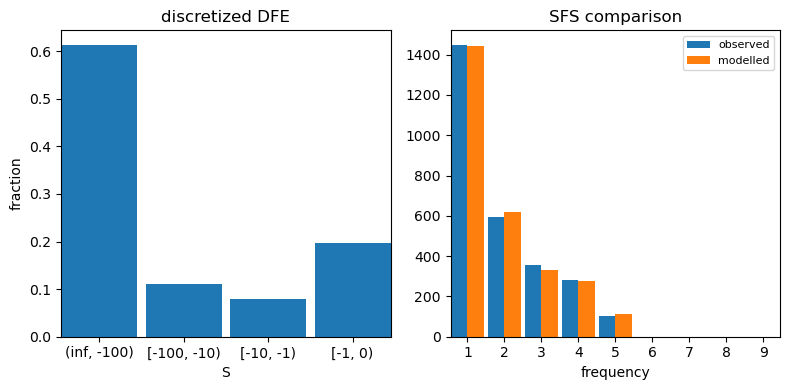 discretized DFE
fraction
0.6
0.5
0.4
0.3
0.2
0.1
0.0
(inf, -100) [-100, -10) [-10, -1) [-1, 0)
S
SFS comparison
observed
modelled
1400
1200
1000
800
600
400
200
0
1 2 3 4 5 6 7 8 9
frequency